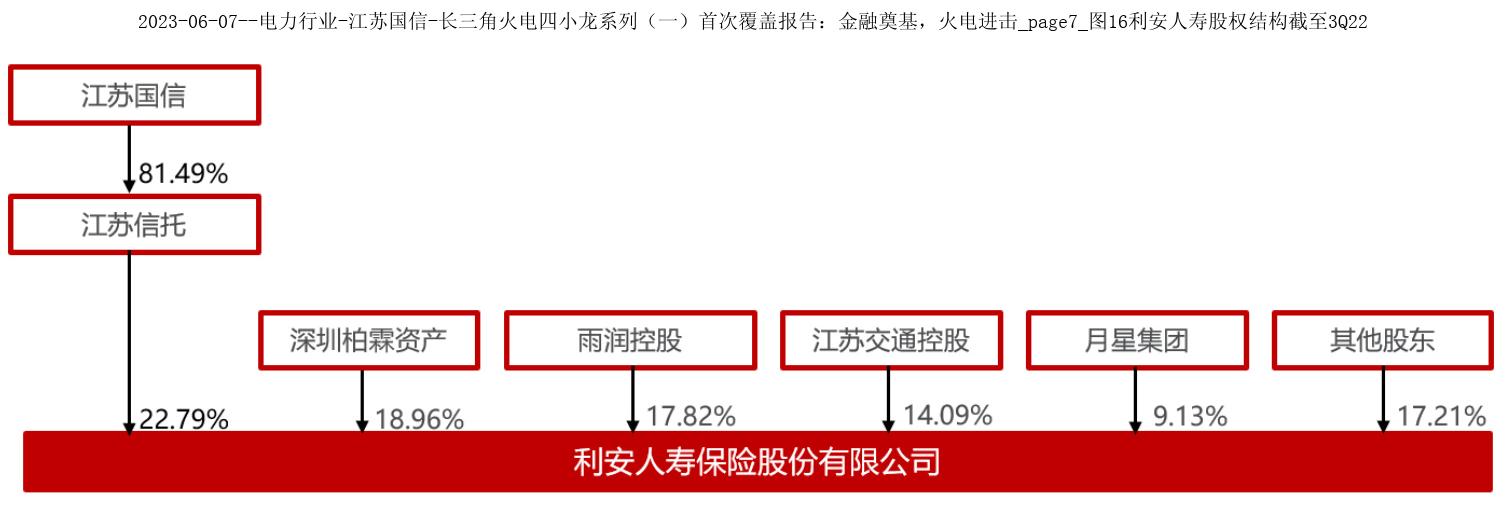 2023-06-07--电力行业-江苏国信-长三角火电四小龙系列（一）首次覆盖报告：金融奠基，火电进击_page7_图16利安人寿股权结构截至3Q22
江苏国信
81.49%
江苏信托
深圳柏霖资产
雨润控股
江苏交通控股
月星集团
其他股东
22.79%
18.96%
17.82%
14.09%
9.13%
17.21%
利安人寿保险股份有限公司